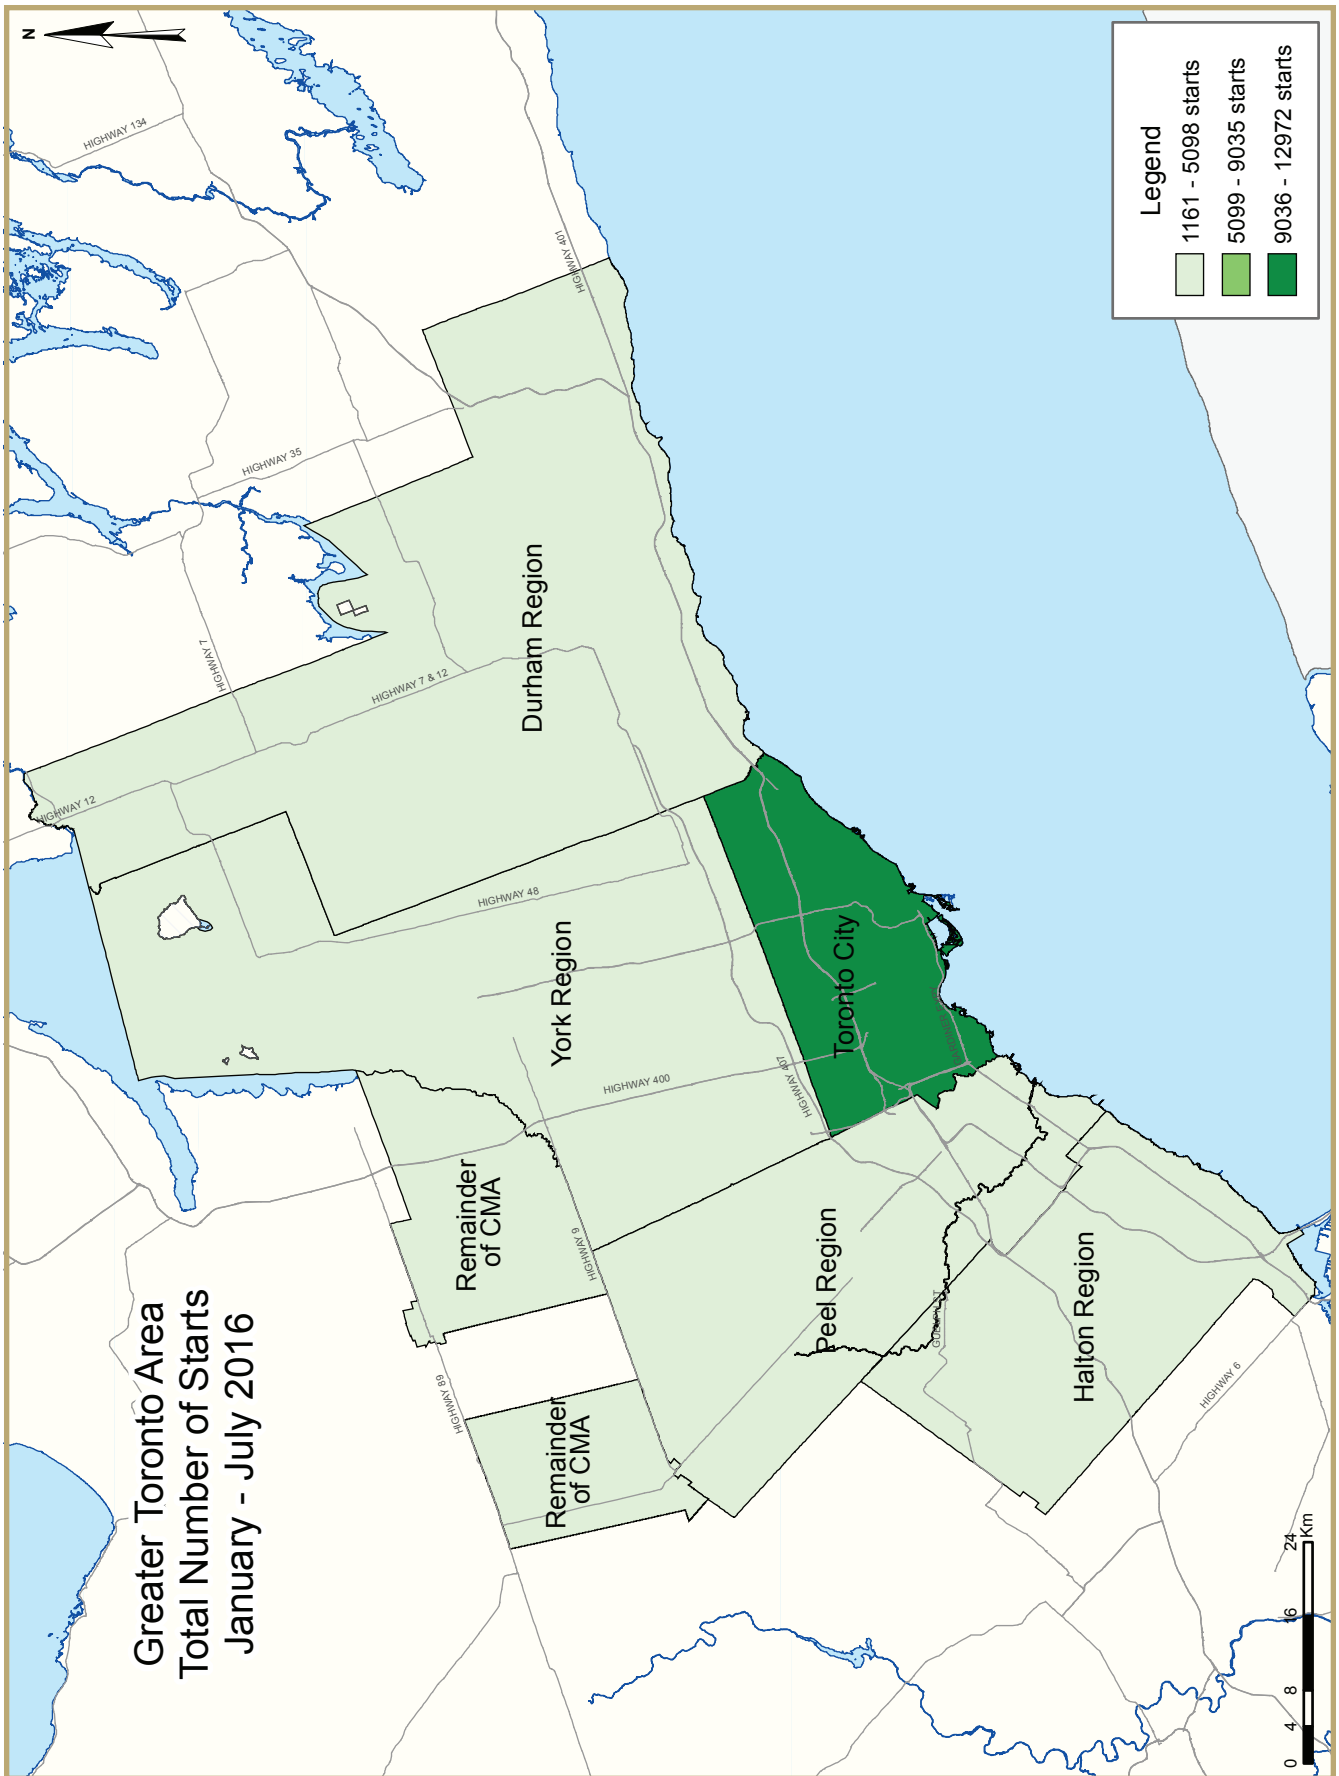 Greater Toronto Area
Total Number of Starts
January - July 2016
N
HIGHWAY 134
HIGHWAY 401
HIGHWAY 35
HIGHWAY 7
HIGHWAY 7 & 12
HIGHWAY 12
Durham Region
HIGHWAY 48
York Region
Toronto City
HIGHWAY 407
HIGHWAY 400
Remainder
of CMA
HIGHWAY 9
HIGHWAY 89
Remainder
of CMA
Peel Region
Halton Region
HIGHWAY 6
Legend
1161 - 5098 starts
5099 - 9035 starts
9036 - 12972 starts
0 4 8 16 24
Km